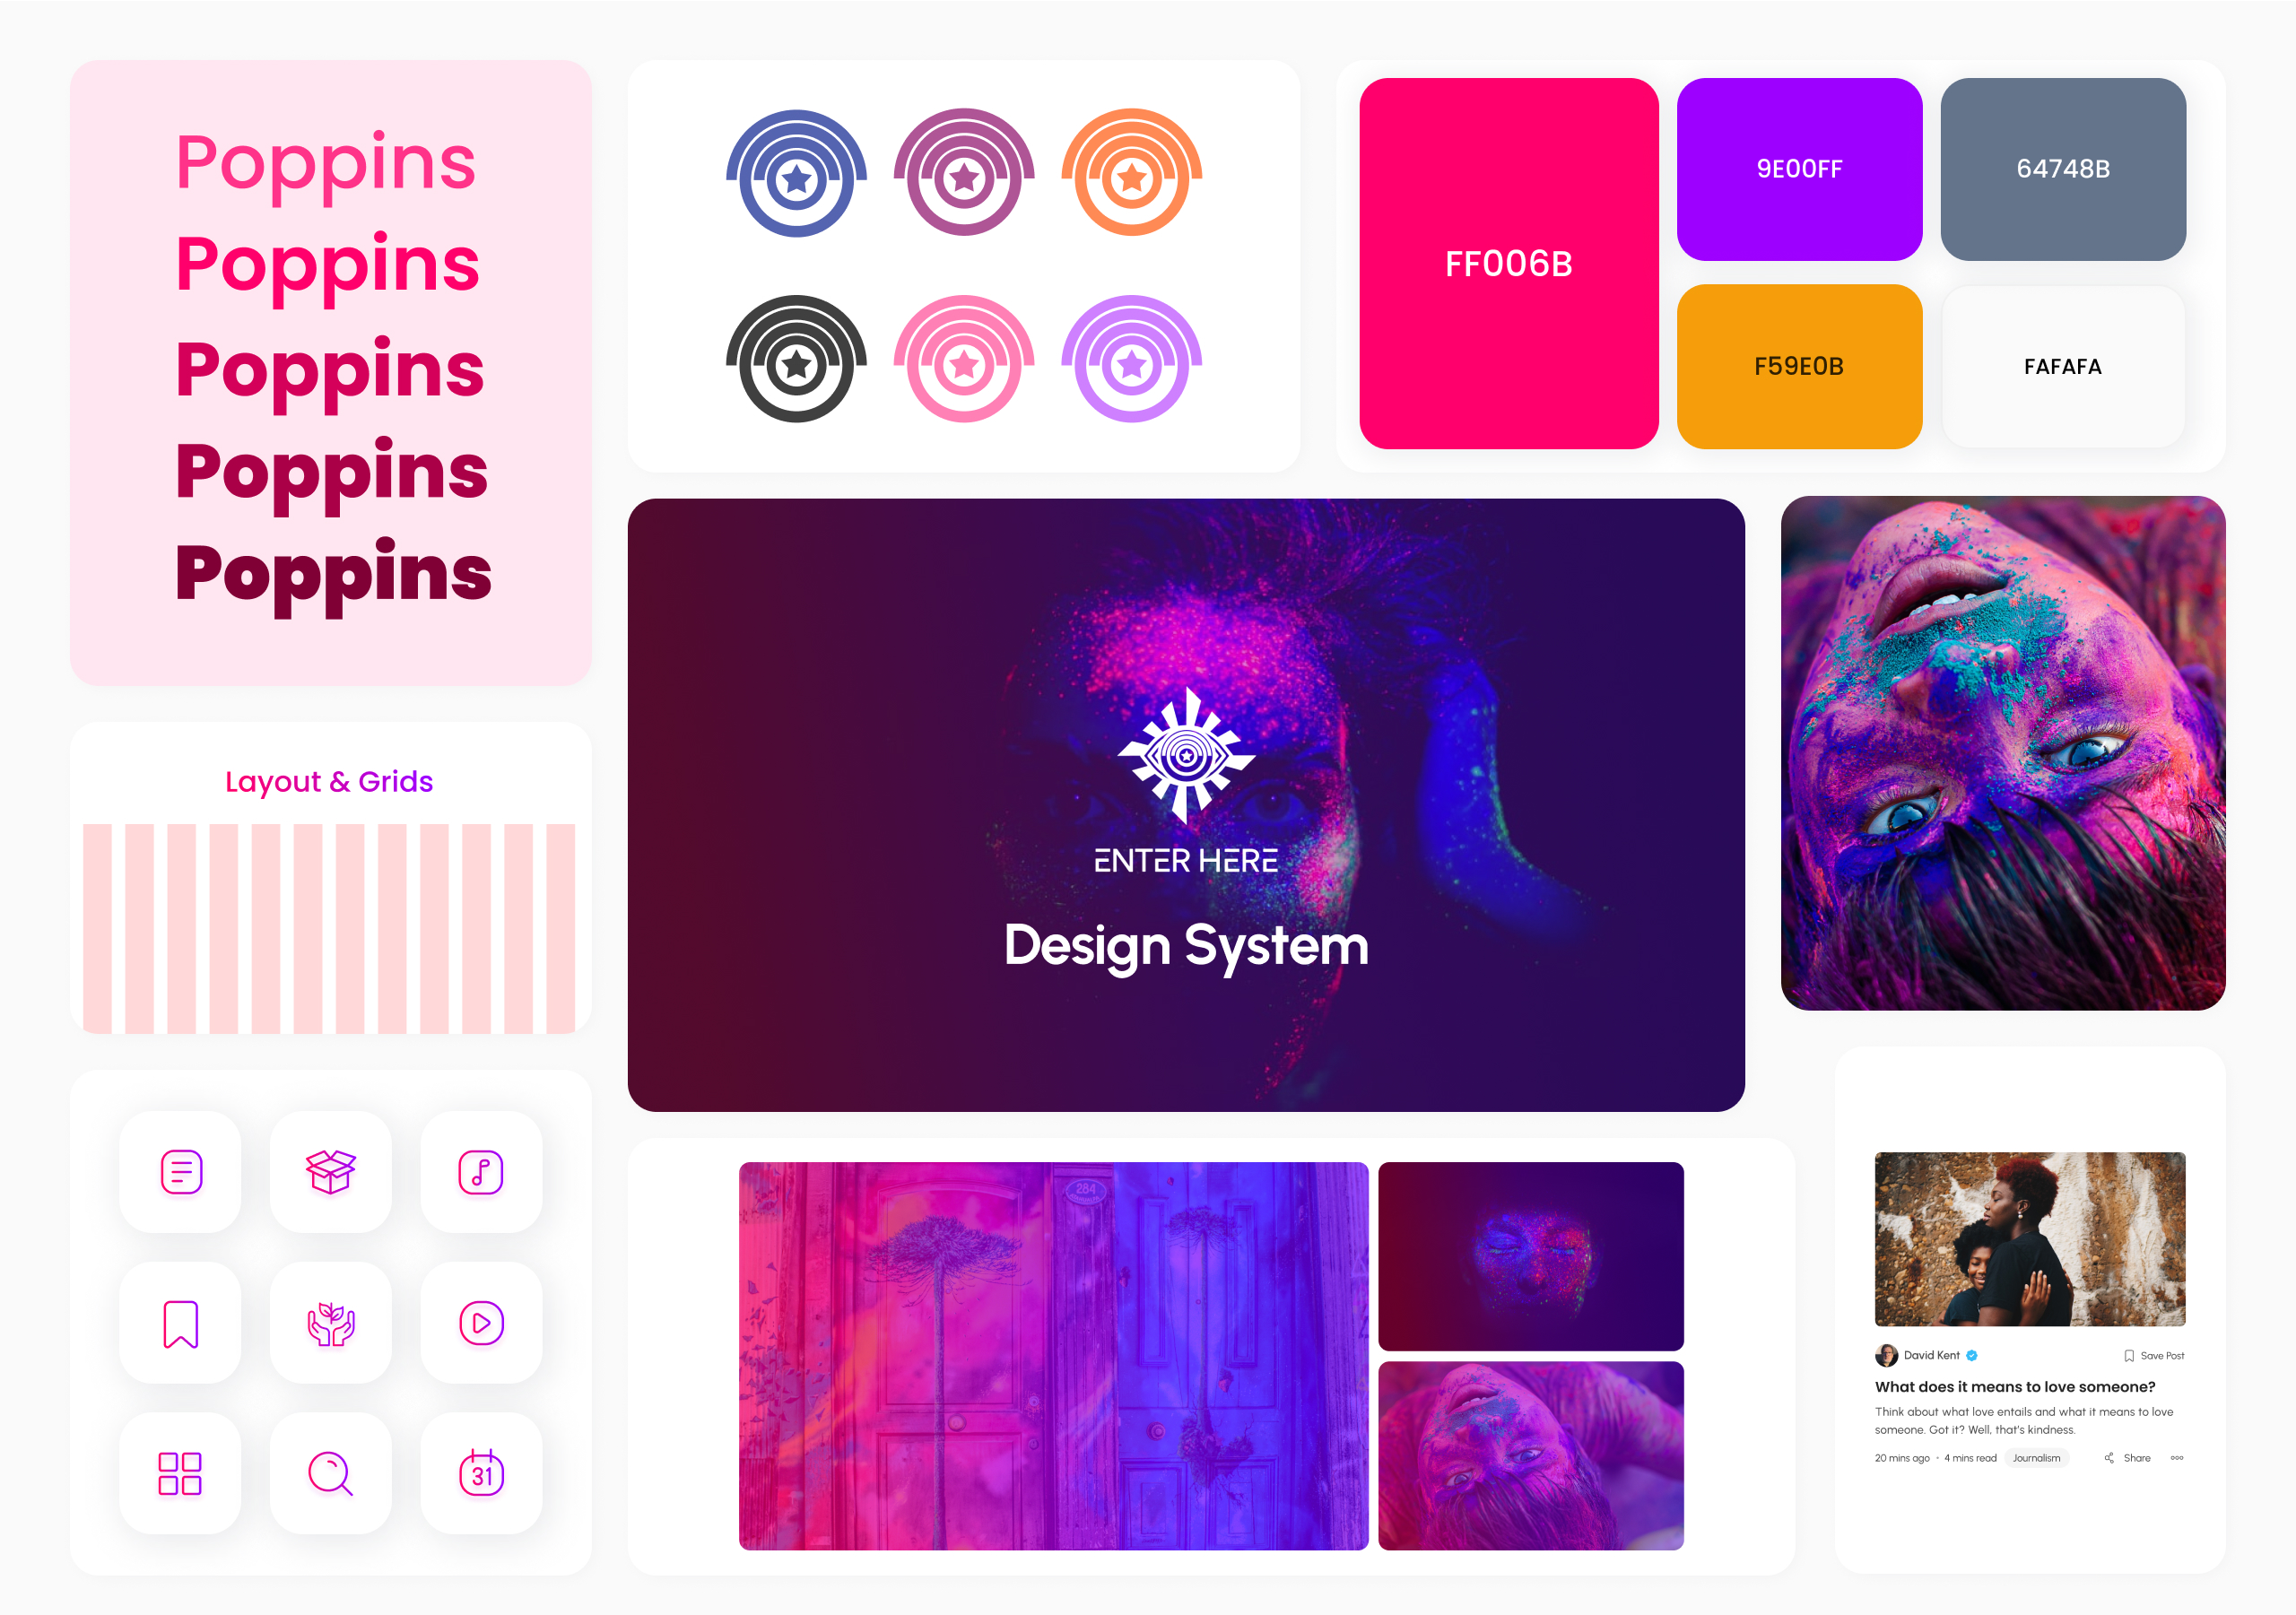 Poppins
Poppins
Poppins
Poppins
Poppins
FF006B
9E00FF
64748B
F59E0B
FAFAFA
Layout & Grids
ENTER HERE
Design System
31
284
David Kent
Save Post
What does it means to love someone?
Think about what love entails and what it means to love
someone. Got it? Well, that's kindness.
20 mins ago • 4 mins read Journalism Share